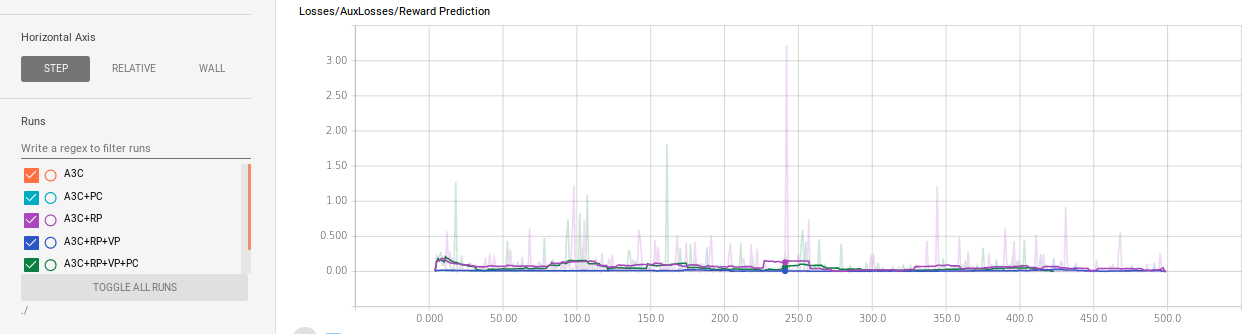 Losses/AuxLosses/Reward Prediction
Horizontal Axis
STEP RELATIVE WALL
Runs
Write a regex to filter runs
A3C
A3C+PC
A3C+RP
A3C+RP+VP
A3C+RP+VP+PC
TOGGLE ALL RUNS
./
3.00
2.50
2.00
1.50
1.00
0.500
0.00
0.000 50.00 100.0 150.0 200.0 250.0 300.0 350.0 400.0 450.0 500.0